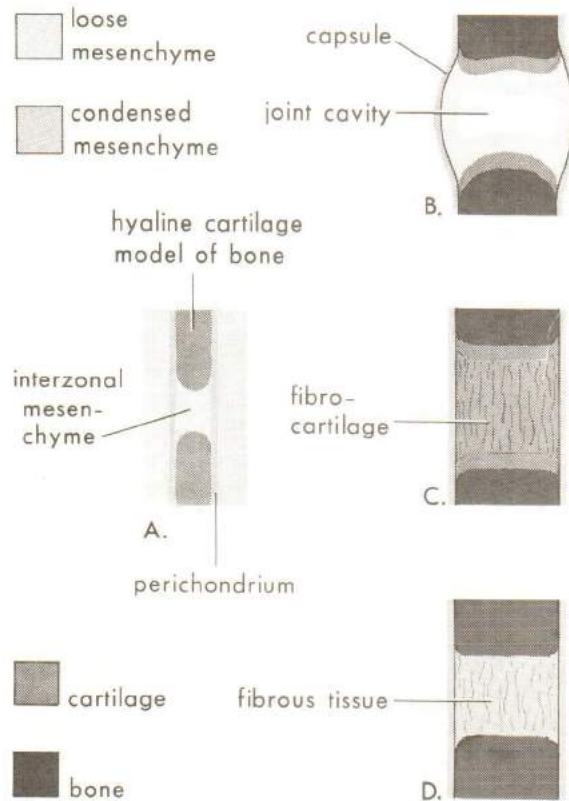 loose
mesenchyme
condensed
mesenchyme
capsule
joint cavity
B.
hyaline cartilage
model of bone
interzonal
mesen-
chyme
A.
perichondrium
fibro-
cartilage
C.
cartilage
bone
fibrous tissue
D.